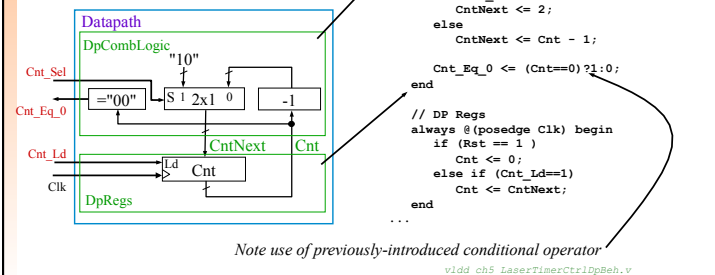 Datapath
DpCombLogic
"10"
Cnt_Sel
="00"
S 1 2x1 0
-1
Cnt_Eq_0
CntNext
Cnt
Cnt_Ld
Ld
Cnt
Clk
DpRegs
CntNext <= 2;
else
CntNext <= Cnt - 1;
Cnt_Eq_0 <= (Cnt==0)?1:0;
end
// DP Regs
always @(posedge Clk) begin
if (Rst == 1 )
Cnt <= 0;
else if (Cnt_Ld==1)
Cnt <= CntNext;
end
...
Note use of previously-introduced conditional operator
vldd ch5 LaserTimerCtrlDpBeh.v